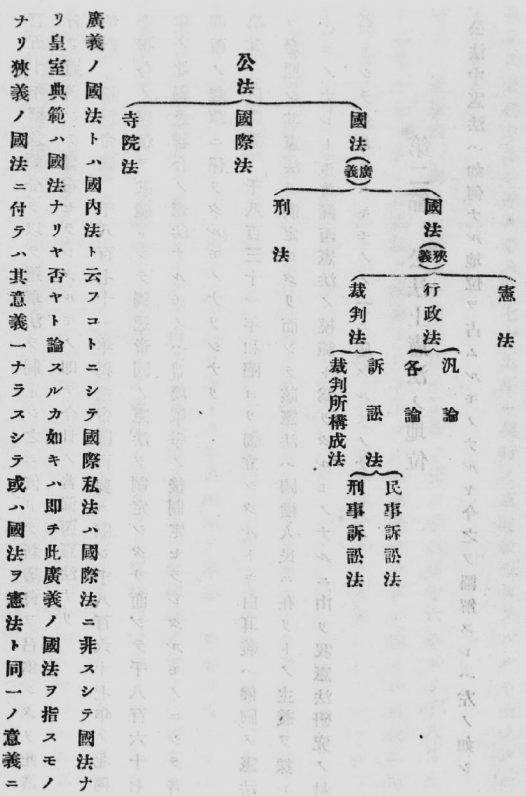 公法
國法(廣義)
國法(狹義)
憲法
行政法
汎論
各論
裁判法
訴訟法
民事訴訟法
刑事訴訟法
裁判所構成法
刑法
國際法
寺院法
廣義ノ國法トハ國内法ト云フコトニシテ國際私法ハ國際法ニ非スシテ國法ナ
リ皇室典範ハ國法ナリヤ否ヤト論スルカ如キハ即チ此廣義ノ國法ヲ指スモノ
ナリ狹義ノ國法ニ付テハ其意義一ナラスシテ或ハ國法ヲ憲法ト同一ノ意義ニ